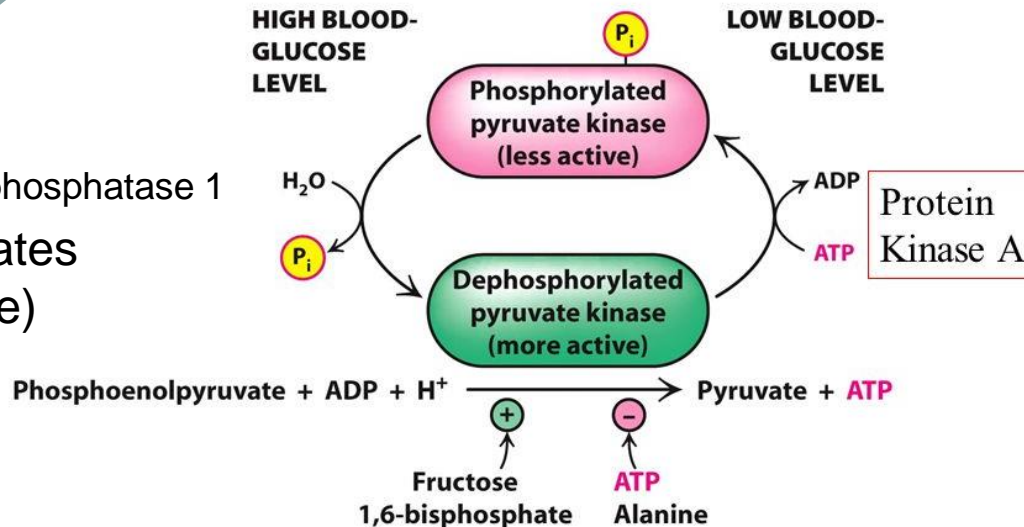 HIGH BLOOD-
GLUCOSE
LEVEL
LOW BLOOD-
GLUCOSE
LEVEL
Pi
Phosphorylated
pyruvate kinase
(less active)
phosphatase 1
H2O
ADP
Protein
Kinase A
ATP
Pi
ates
e)
Dephosphorylated
pyruvate kinase
(more active)
Phosphoenolpyruvate + ADP + H+ Pyruvate + ATP
+ −
Fructose
1,6-bisphosphate
ATP
Alanine